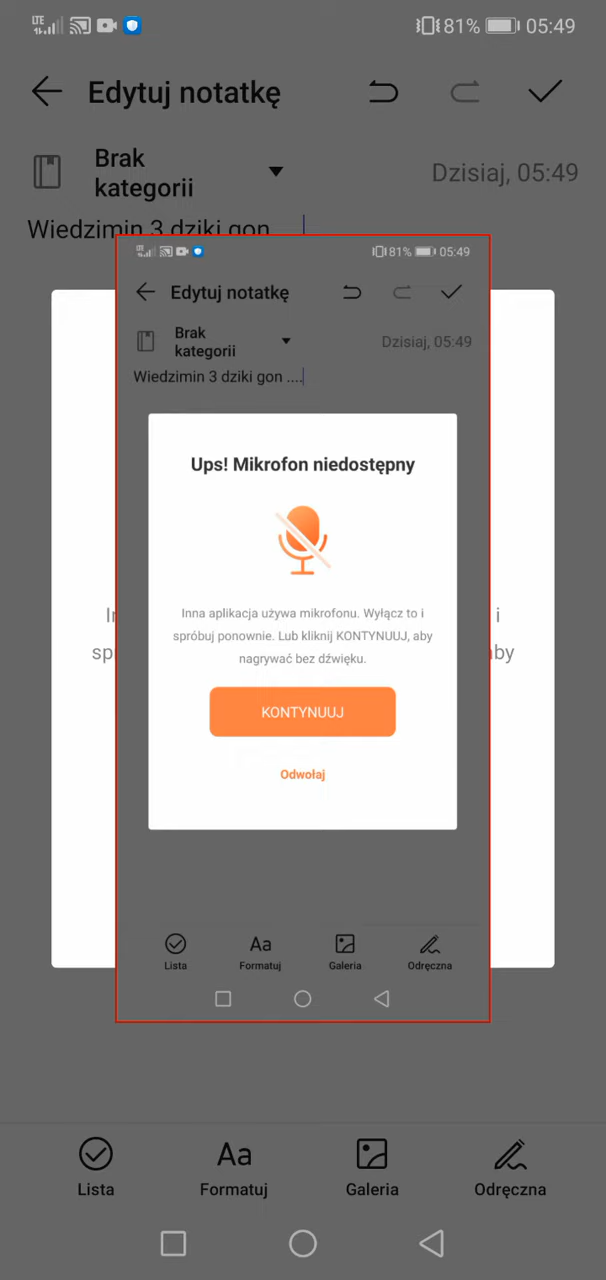 LTE 81% 05:49
Edytuj notatkę
Brak
kategorii
Dzisiaj, 05:49
Wiedzimin 3 dziki gon
LTE 81% 05:49
Edytuj notatkę
Brak
kategorii
Dzisiaj, 05:49
Wiedzimin 3 dziki gon ....
Ups! Mikrofon niedostępny
Inna aplikacja używa mikrofonu. Wyłącz to i
spróbuj ponownie. Lub kliknij KONTYNUUJ, aby
nagrywać bez dźwięku.
KONTYNUUJ
Odwołaj
Lista
Formatuj
Galeria
Odręczna
Lista
Formatuj
Galeria
Odręczna